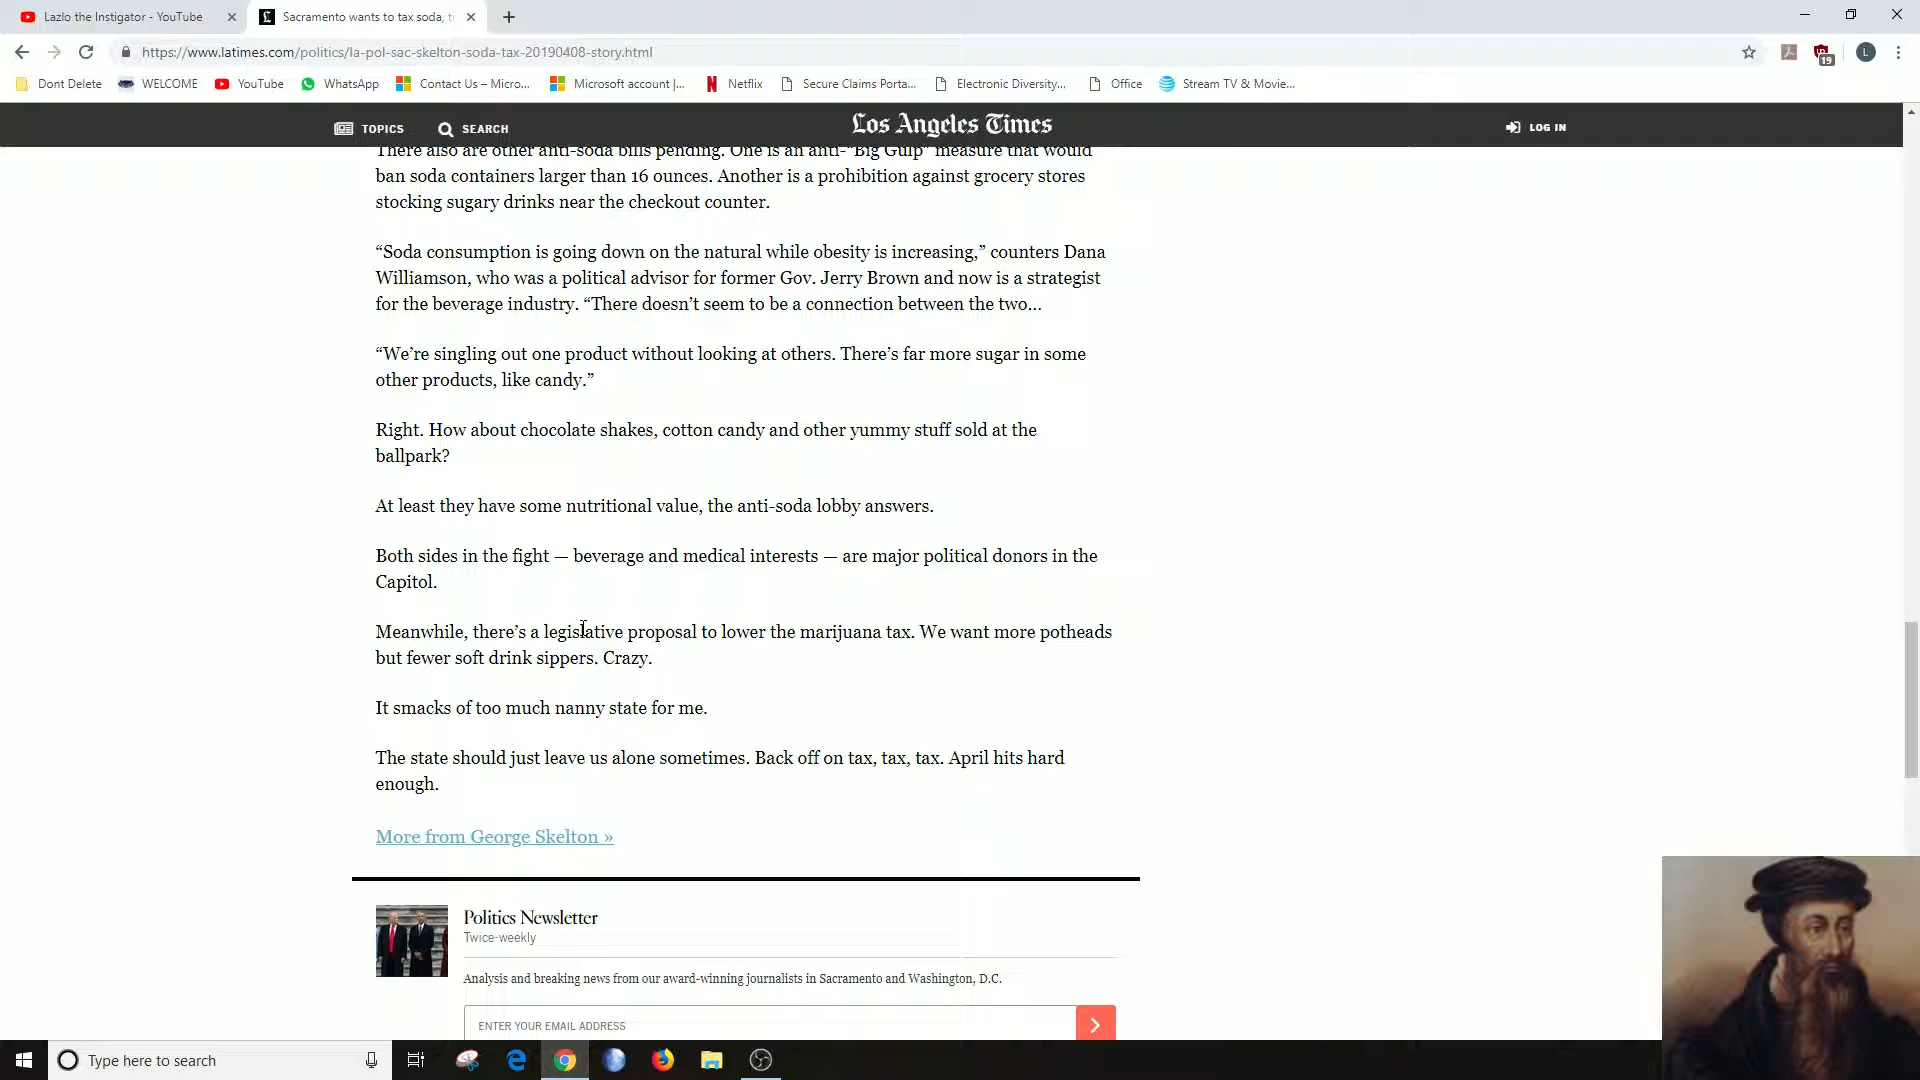 Lazlo the Instigator - YouTube
Sacramento wants to tax soda, t
https://www.latimes.com/politics/la-pol-sac-skelton-soda-tax-20190408-story.html
19
L
Dont Delete WELCOME YouTube WhatsApp Contact Us – Micro... Microsoft account |... Netflix Secure Claims Porta... Electronic Diversity... Office Stream TV & Movie...
TOPICS SEARCH Los Angeles Times LOG IN
There also are other anti-soda bills pending. One is an anti-“Big Gulp” measure that would
ban soda containers larger than 16 ounces. Another is a prohibition against grocery stores
stocking sugary drinks near the checkout counter.
“Soda consumption is going down on the natural while obesity is increasing,” counters Dana
Williamson, who was a political advisor for former Gov. Jerry Brown and now is a strategist
for the beverage industry. “There doesn’t seem to be a connection between the two...
“We’re singling out one product without looking at others. There’s far more sugar in some
other products, like candy.”
Right. How about chocolate shakes, cotton candy and other yummy stuff sold at the
ballpark?
At least they have some nutritional value, the anti-soda lobby answers.
Both sides in the fight — beverage and medical interests — are major political donors in the
Capitol.
Meanwhile, there’s a legislative proposal to lower the marijuana tax. We want more potheads
but fewer soft drink sippers. Crazy.
It smacks of too much nanny state for me.
The state should just leave us alone sometimes. Back off on tax, tax, tax. April hits hard
enough.
More from George Skelton »
Politics Newsletter
Twice-weekly
Analysis and breaking news from our award-winning journalists in Sacramento and Washington, D.C.
ENTER YOUR EMAIL ADDRESS
Type here to search